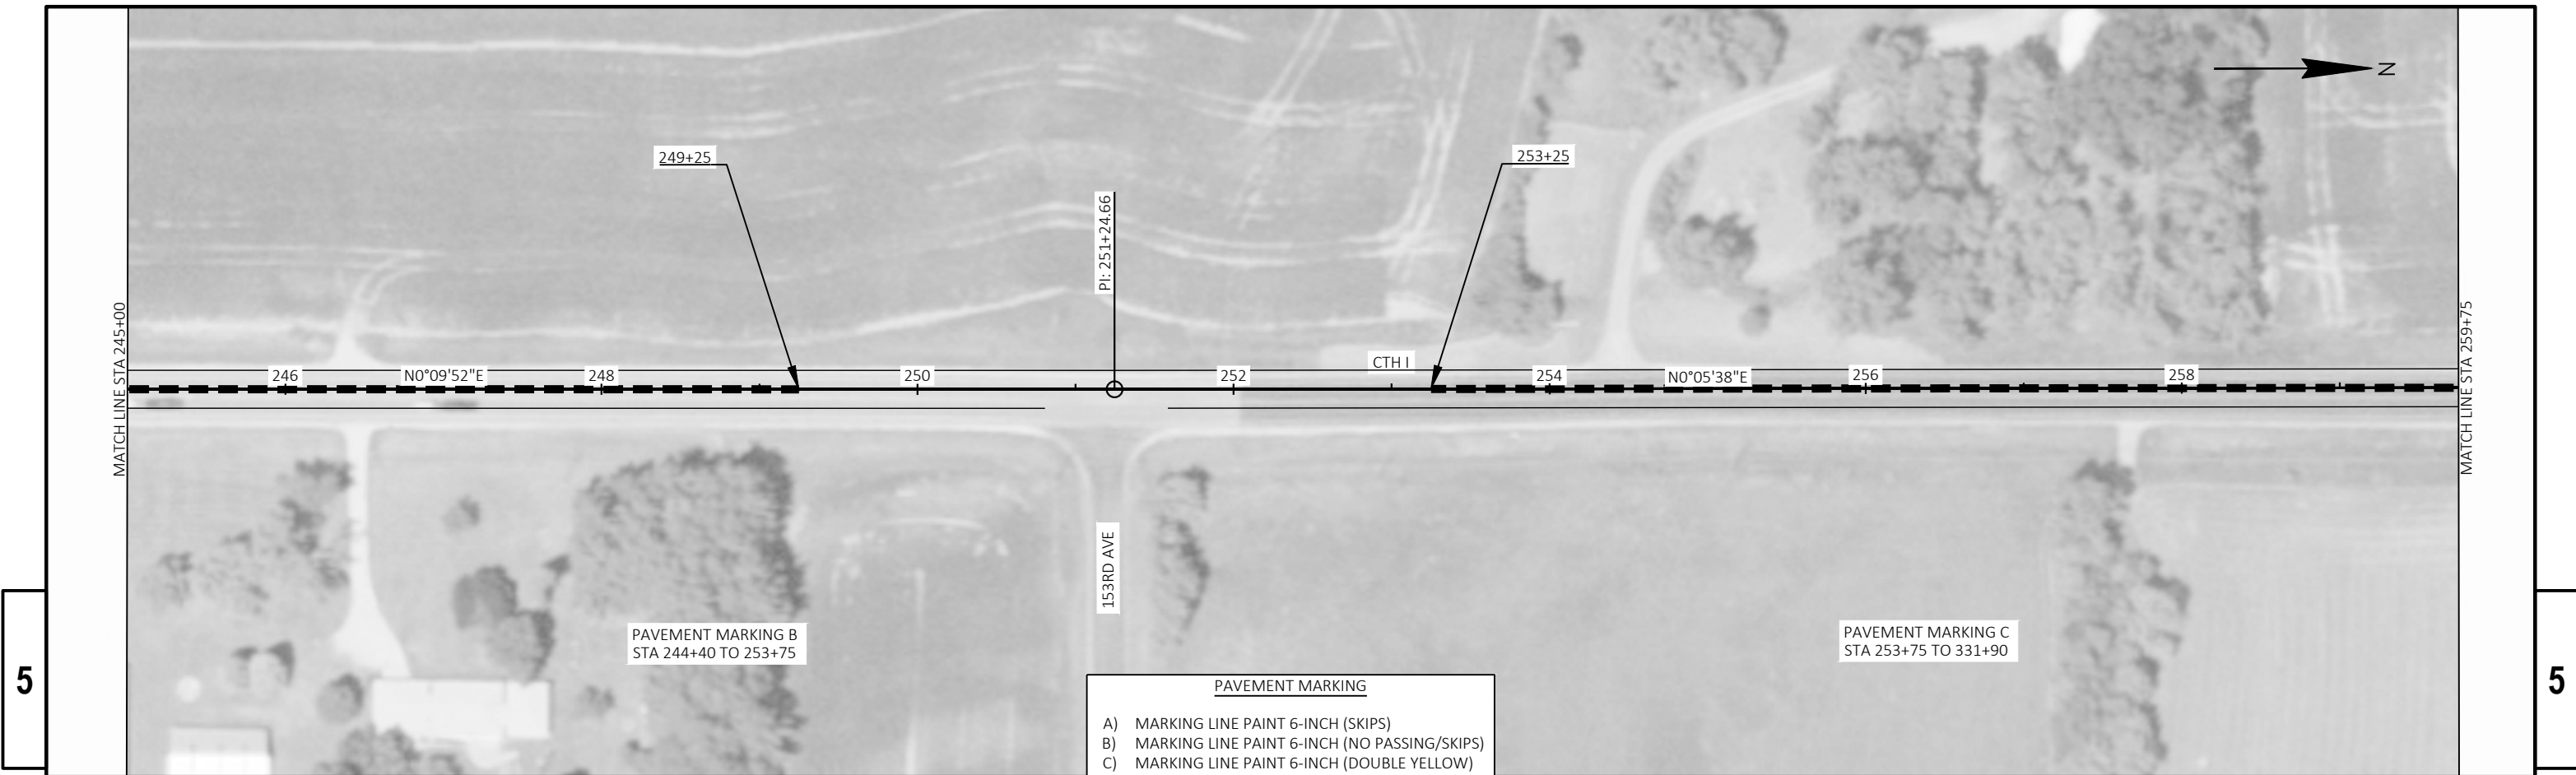 N
249+25
253+25
PI: 251+24.66
MATCH LINE STA 245+00
MATCH LINE STA 259+75
CTH I
246
N0°09'52"E
248
250
252
254
N0°05'38"E
256
258
153RD AVE
PAVEMENT MARKING B
STA 244+40 TO 253+75
PAVEMENT MARKING C
STA 253+75 TO 331+90
5
5
PAVEMENT MARKING
A) MARKING LINE PAINT 6-INCH (SKIPS)
B) MARKING LINE PAINT 6-INCH (NO PASSING/SKIPS)
C) MARKING LINE PAINT 6-INCH (DOUBLE YELLOW)